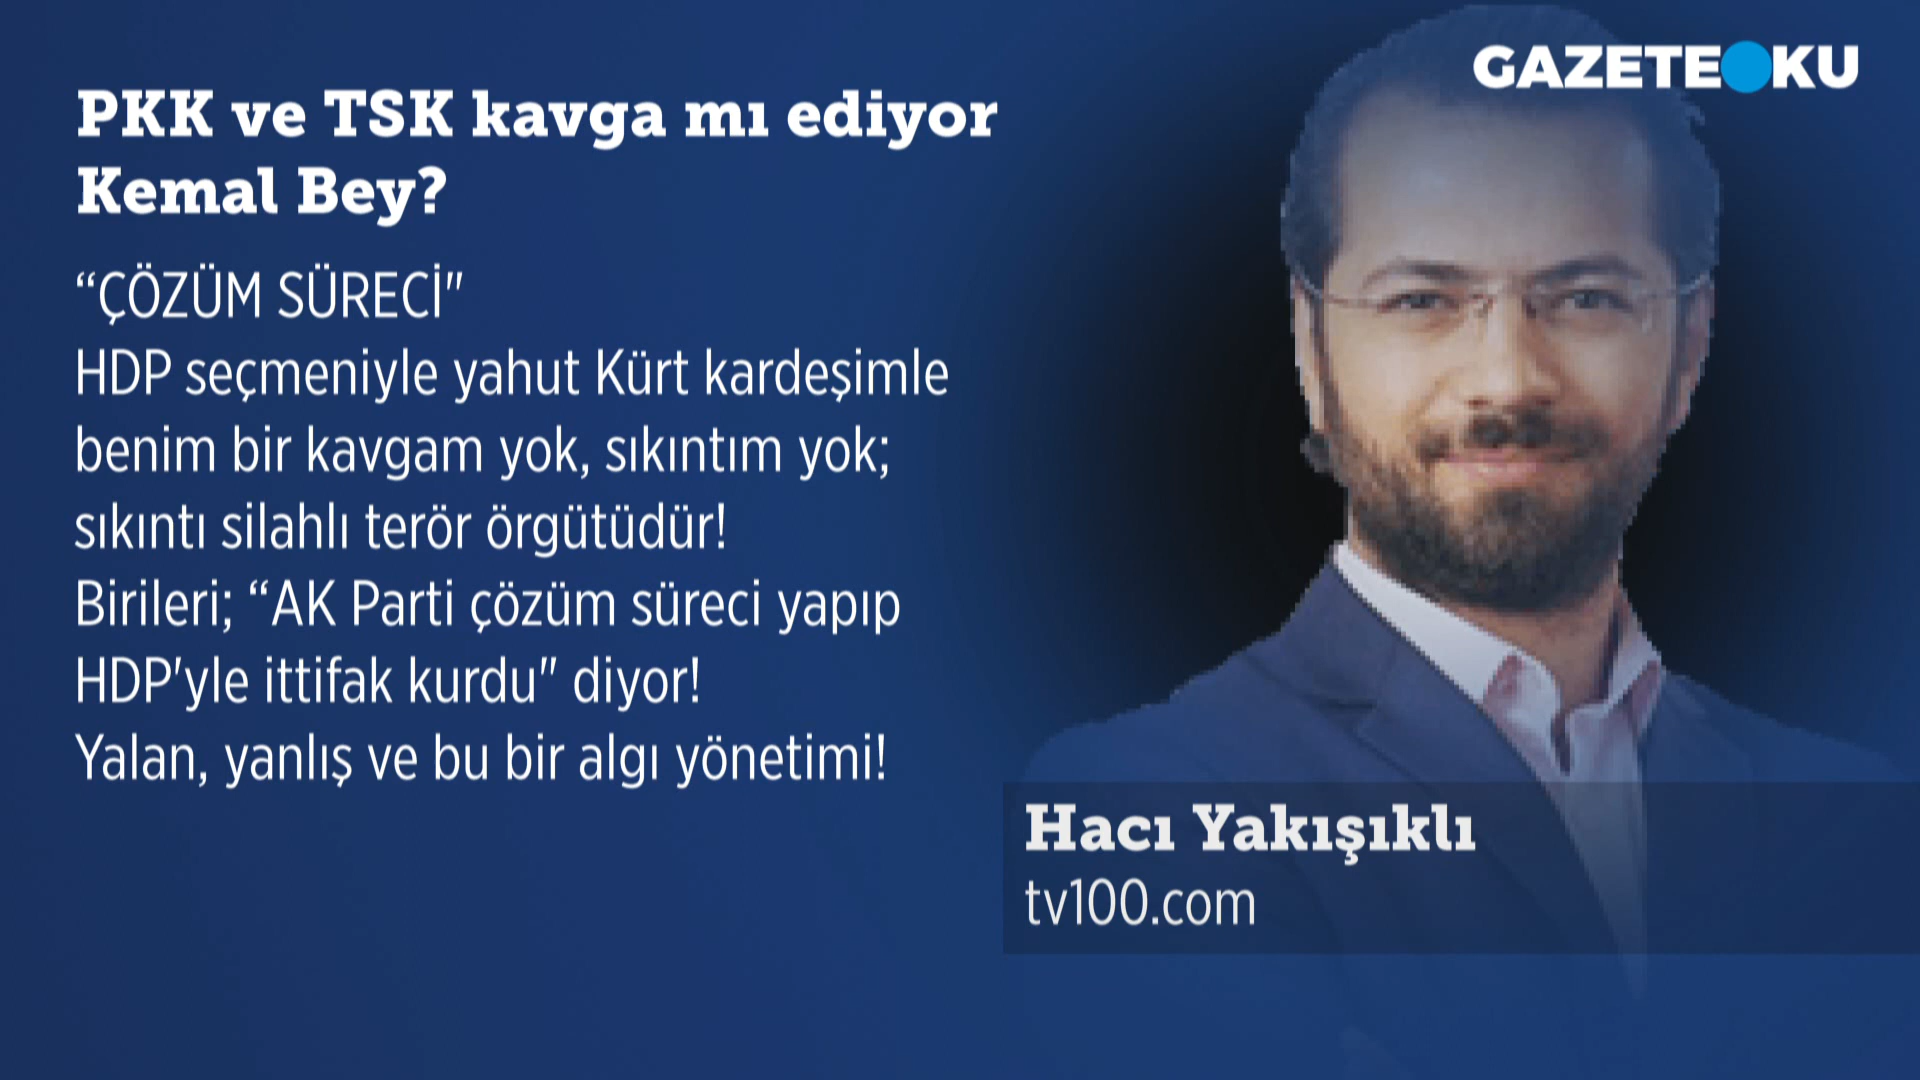 GAZETEOKU
PKK ve TSK kavga mı ediyor
Kemal Bey?
“ÇÖZÜM SÜRECİ"
HDP seçmeniyle yahut Kürt kardeşimle
benim bir kavgam yok, sıkıntım yok;
sıkıntı silahlı terör örgütüdür!
Birileri; “AK Parti çözüm süreci yapıp
HDP'yle ittifak kurdu" diyor!
Yalan, yanlış ve bu bir algı yönetimi!
Hacı Yakışıklı
tv100.com